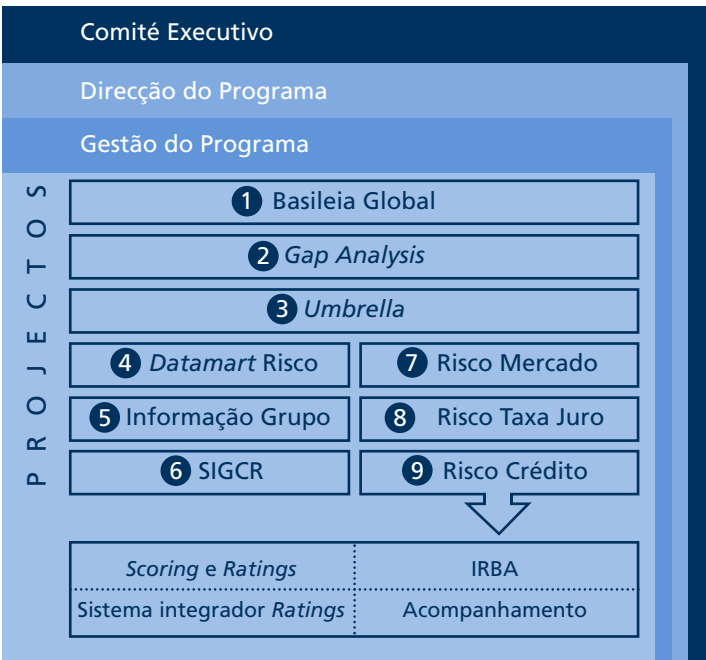 Comité Executivo
Direcção do Programa
Gestão do Programa
PROJECTOS
1 Basileia Global
2 Gap Analysis
3 Umbrella
4 Datamart Risco
7 Risco Mercado
5 Informação Grupo
8 Risco Taxa Juro
6 SIGCR
9 Risco Crédito
Scoring e Ratings
IRBA
Sistema integrador Ratings
Acompanhamento